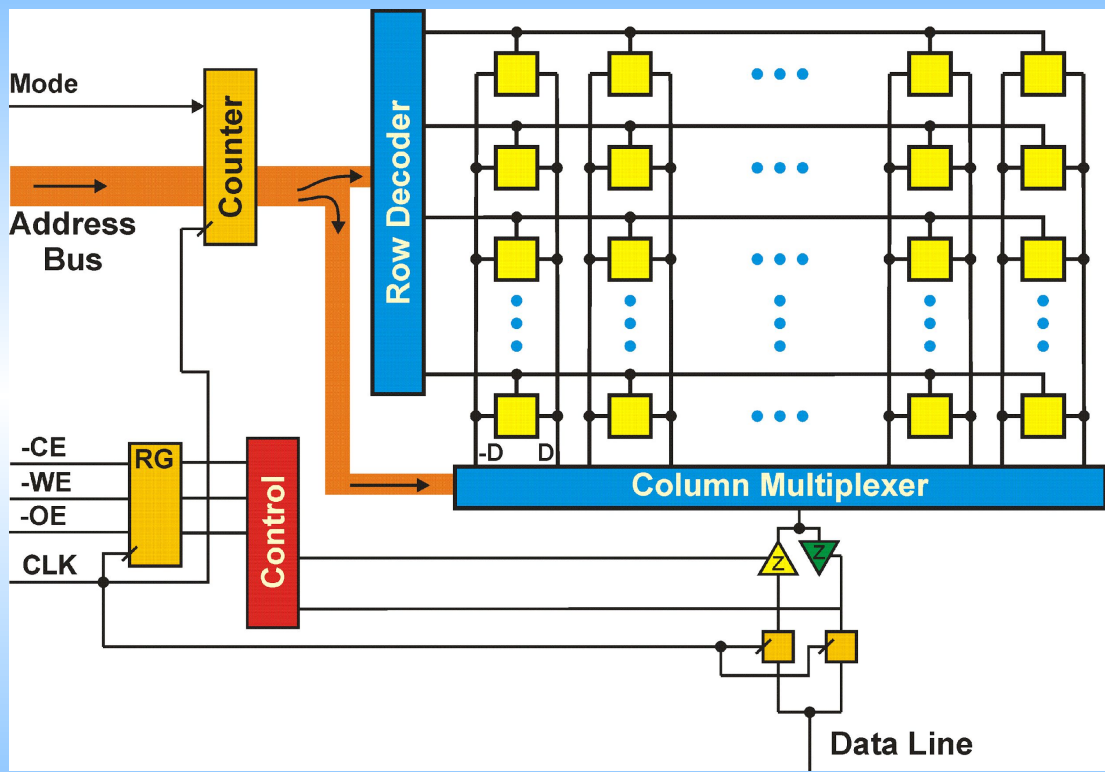 Mode
Counter
Address
Bus
Row Decoder
-D
D
-CE
RG
-WE
-OE
CLK
Control
Column Multiplexer
Z
Z
Data Line